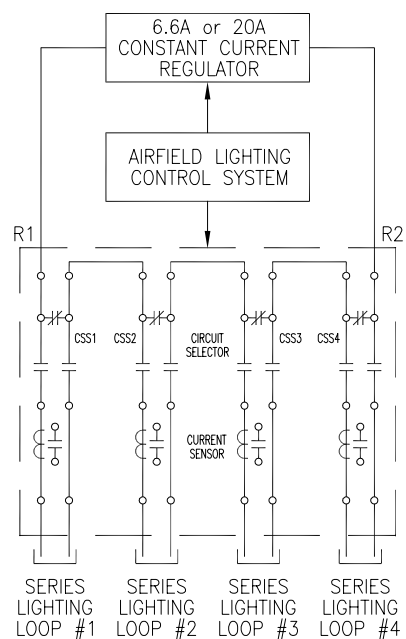 6.6A or 20A
CONSTANT CURRENT
REGULATOR
AIRFIELD LIGHTING
CONTROL SYSTEM
R1
R2
CSS1
CSS2
CIRCUIT
SELECTOR
CSS3
CSS4
CURRENT
SENSOR
SERIES
LIGHTING
LOOP #1
SERIES
LIGHTING
LOOP #2
SERIES
LIGHTING
LOOP #3
SERIES
LIGHTING
LOOP #4